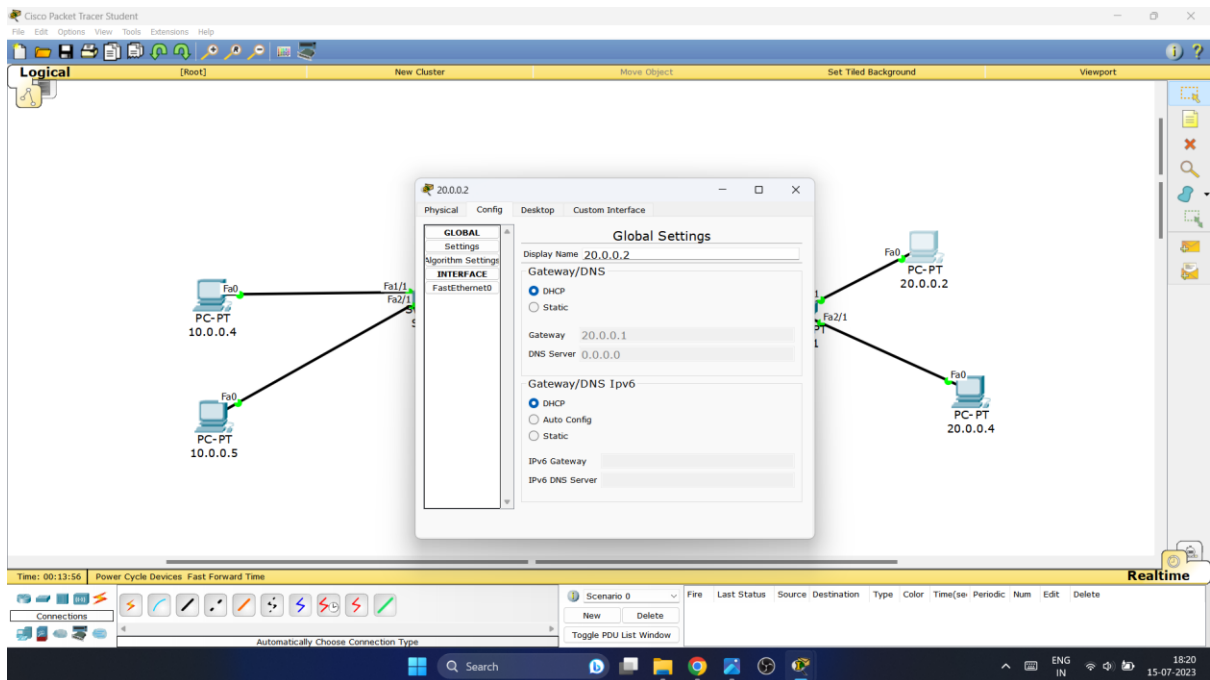 Cisco Packet Tracer Student
File Edit Options View Tools Extensions Help
Logical [Root] New Cluster Move Object Set Tiled Background Viewport
20.0.0.2
Physical Config Desktop Custom Interface
GLOBAL
Settings
Algorithm Settings
INTERFACE
FastEthernet0
Global Settings
Display Name 20.0.0.2
Gateway/DNS
DHCP
Static
Gateway 20.0.0.1
DNS Server 0.0.0.0
Gateway/DNS Ipv6
DHCP
Auto Config
Static
IPv6 Gateway
IPv6 DNS Server
Fa0
PC-PT
10.0.0.4
Fa1/1
Fa2/1
Fa0
PC-PT
10.0.0.5
Fa0
PC-PT
20.0.0.2
Fa2/1
Fa0
PC-PT
20.0.0.4
Time: 00:13:56 Power Cycle Devices Fast Forward Time
Realtime
Connections
Automatically Choose Connection Type
Scenario 0
New Delete
Toggle PDU List Window
Fire Last Status Source Destination Type Color Time(se Periodic Num Edit Delete
Search
ENG
IN
18:20
15-07-2023